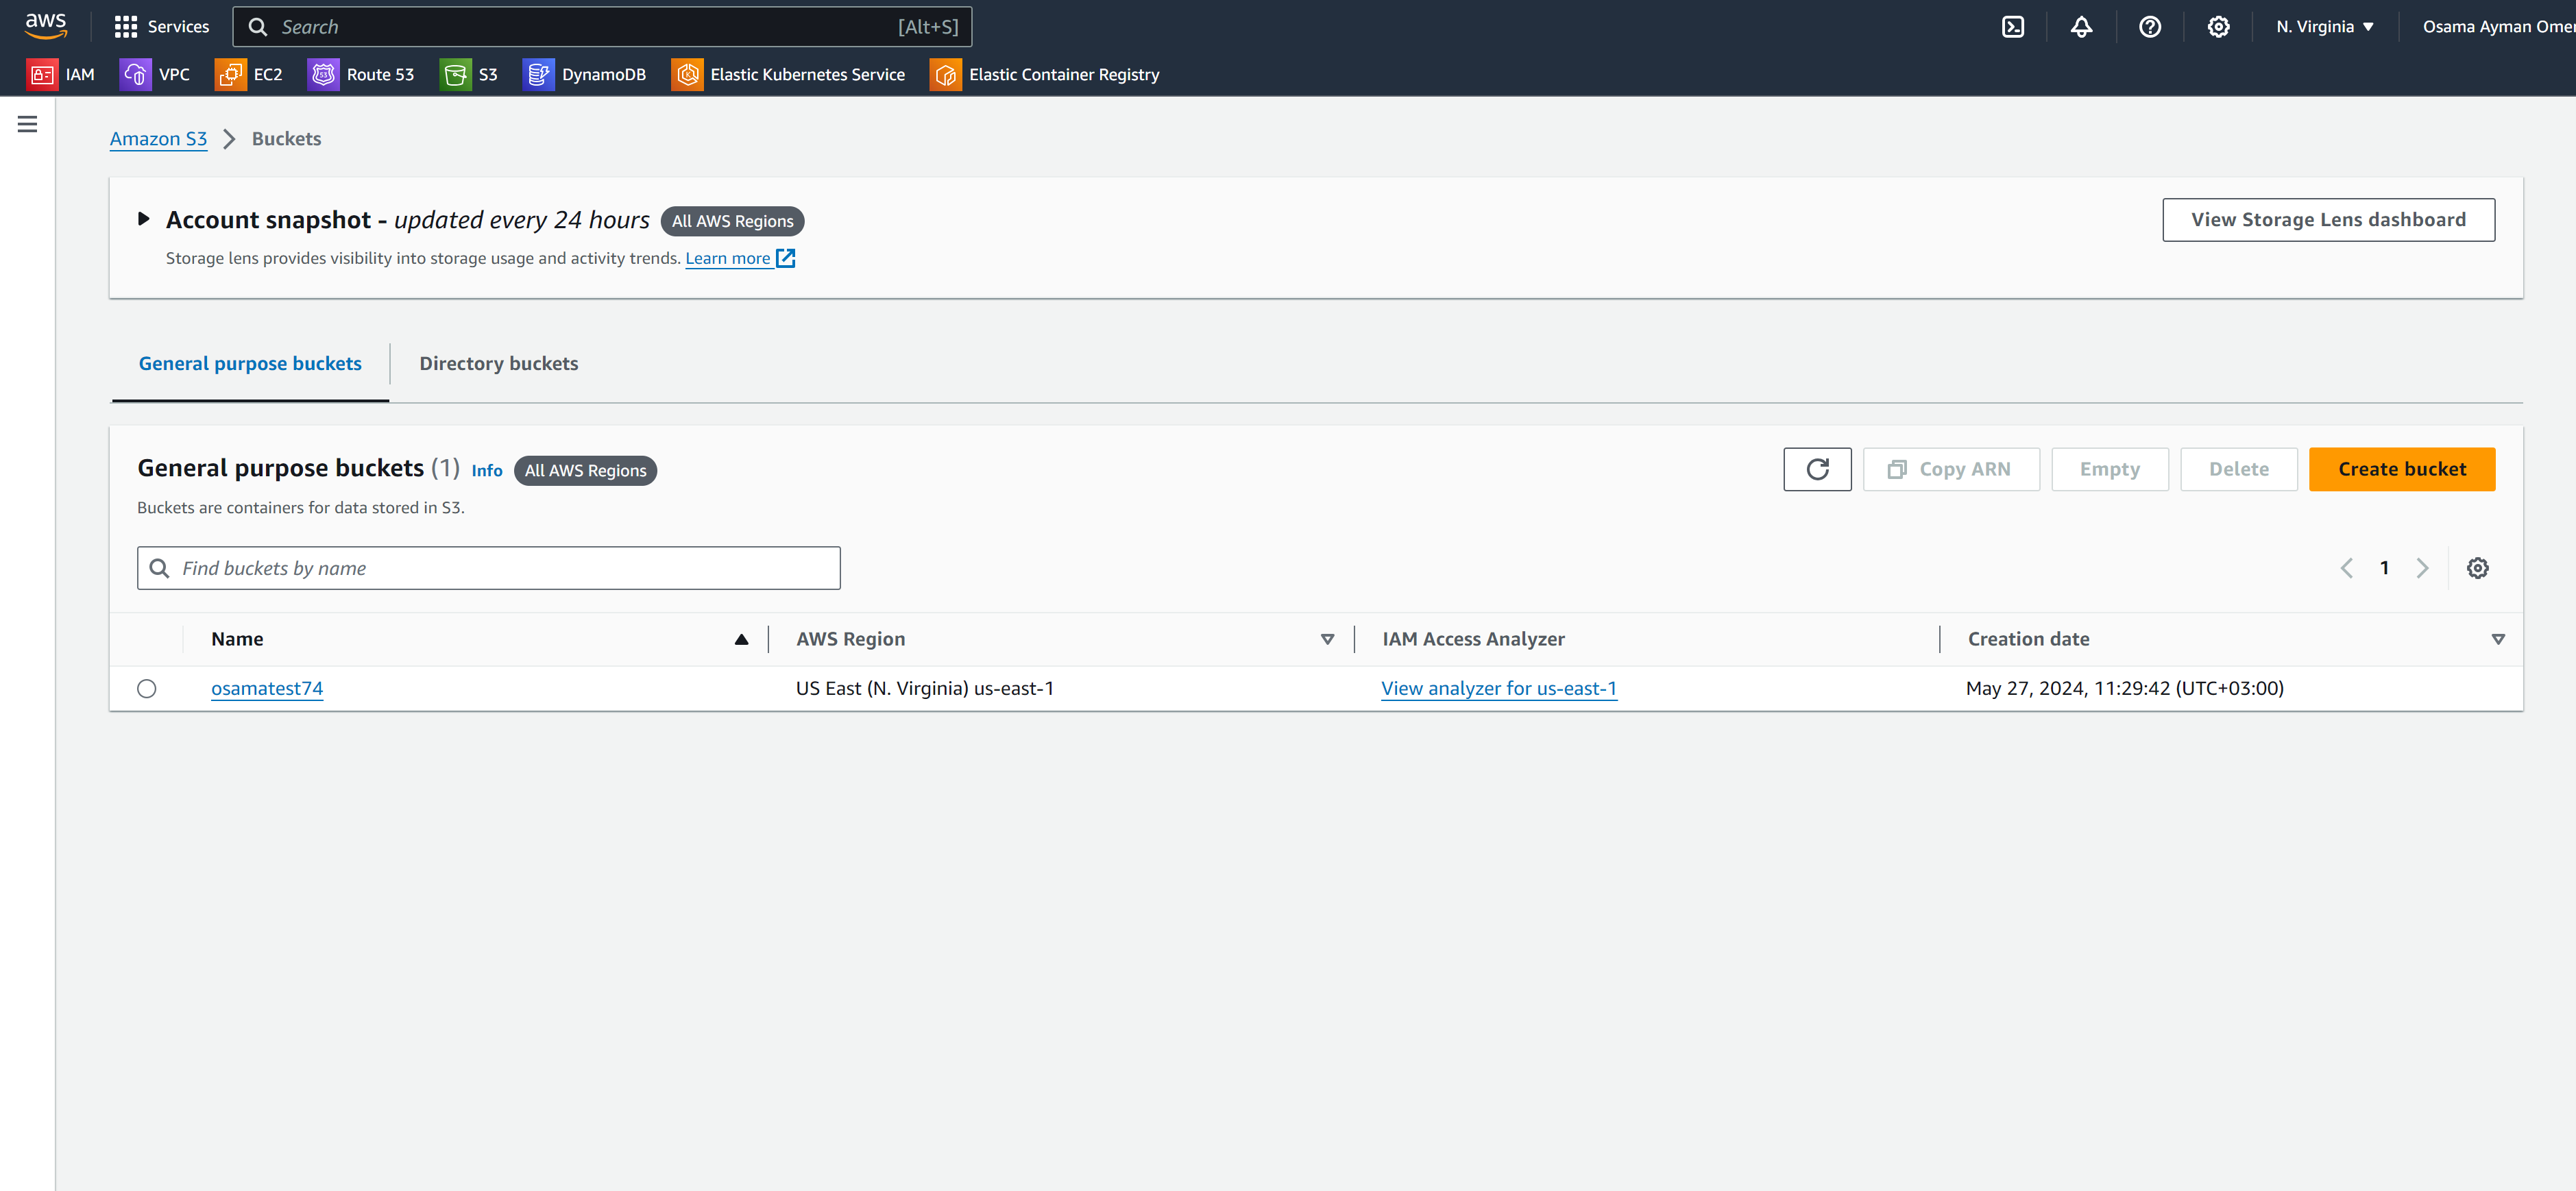 aws
Services
Search
[Alt+S]
N. Virginia
Osama Ayman Omer
IAM
VPC
EC2
Route 53
S3
DynamoDB
Elastic Kubernetes Service
Elastic Container Registry
Amazon S3
Buckets
Account snapshot - updated every 24 hours
All AWS Regions
View Storage Lens dashboard
Storage lens provides visibility into storage usage and activity trends. Learn more
General purpose buckets
Directory buckets
General purpose buckets (1) Info
All AWS Regions
Copy ARN
Empty
Delete
Create bucket
Buckets are containers for data stored in S3.
Find buckets by name
1
Name
AWS Region
IAM Access Analyzer
Creation date
osamatest74
US East (N. Virginia) us-east-1
View analyzer for us-east-1
May 27, 2024, 11:29:42 (UTC+03:00)